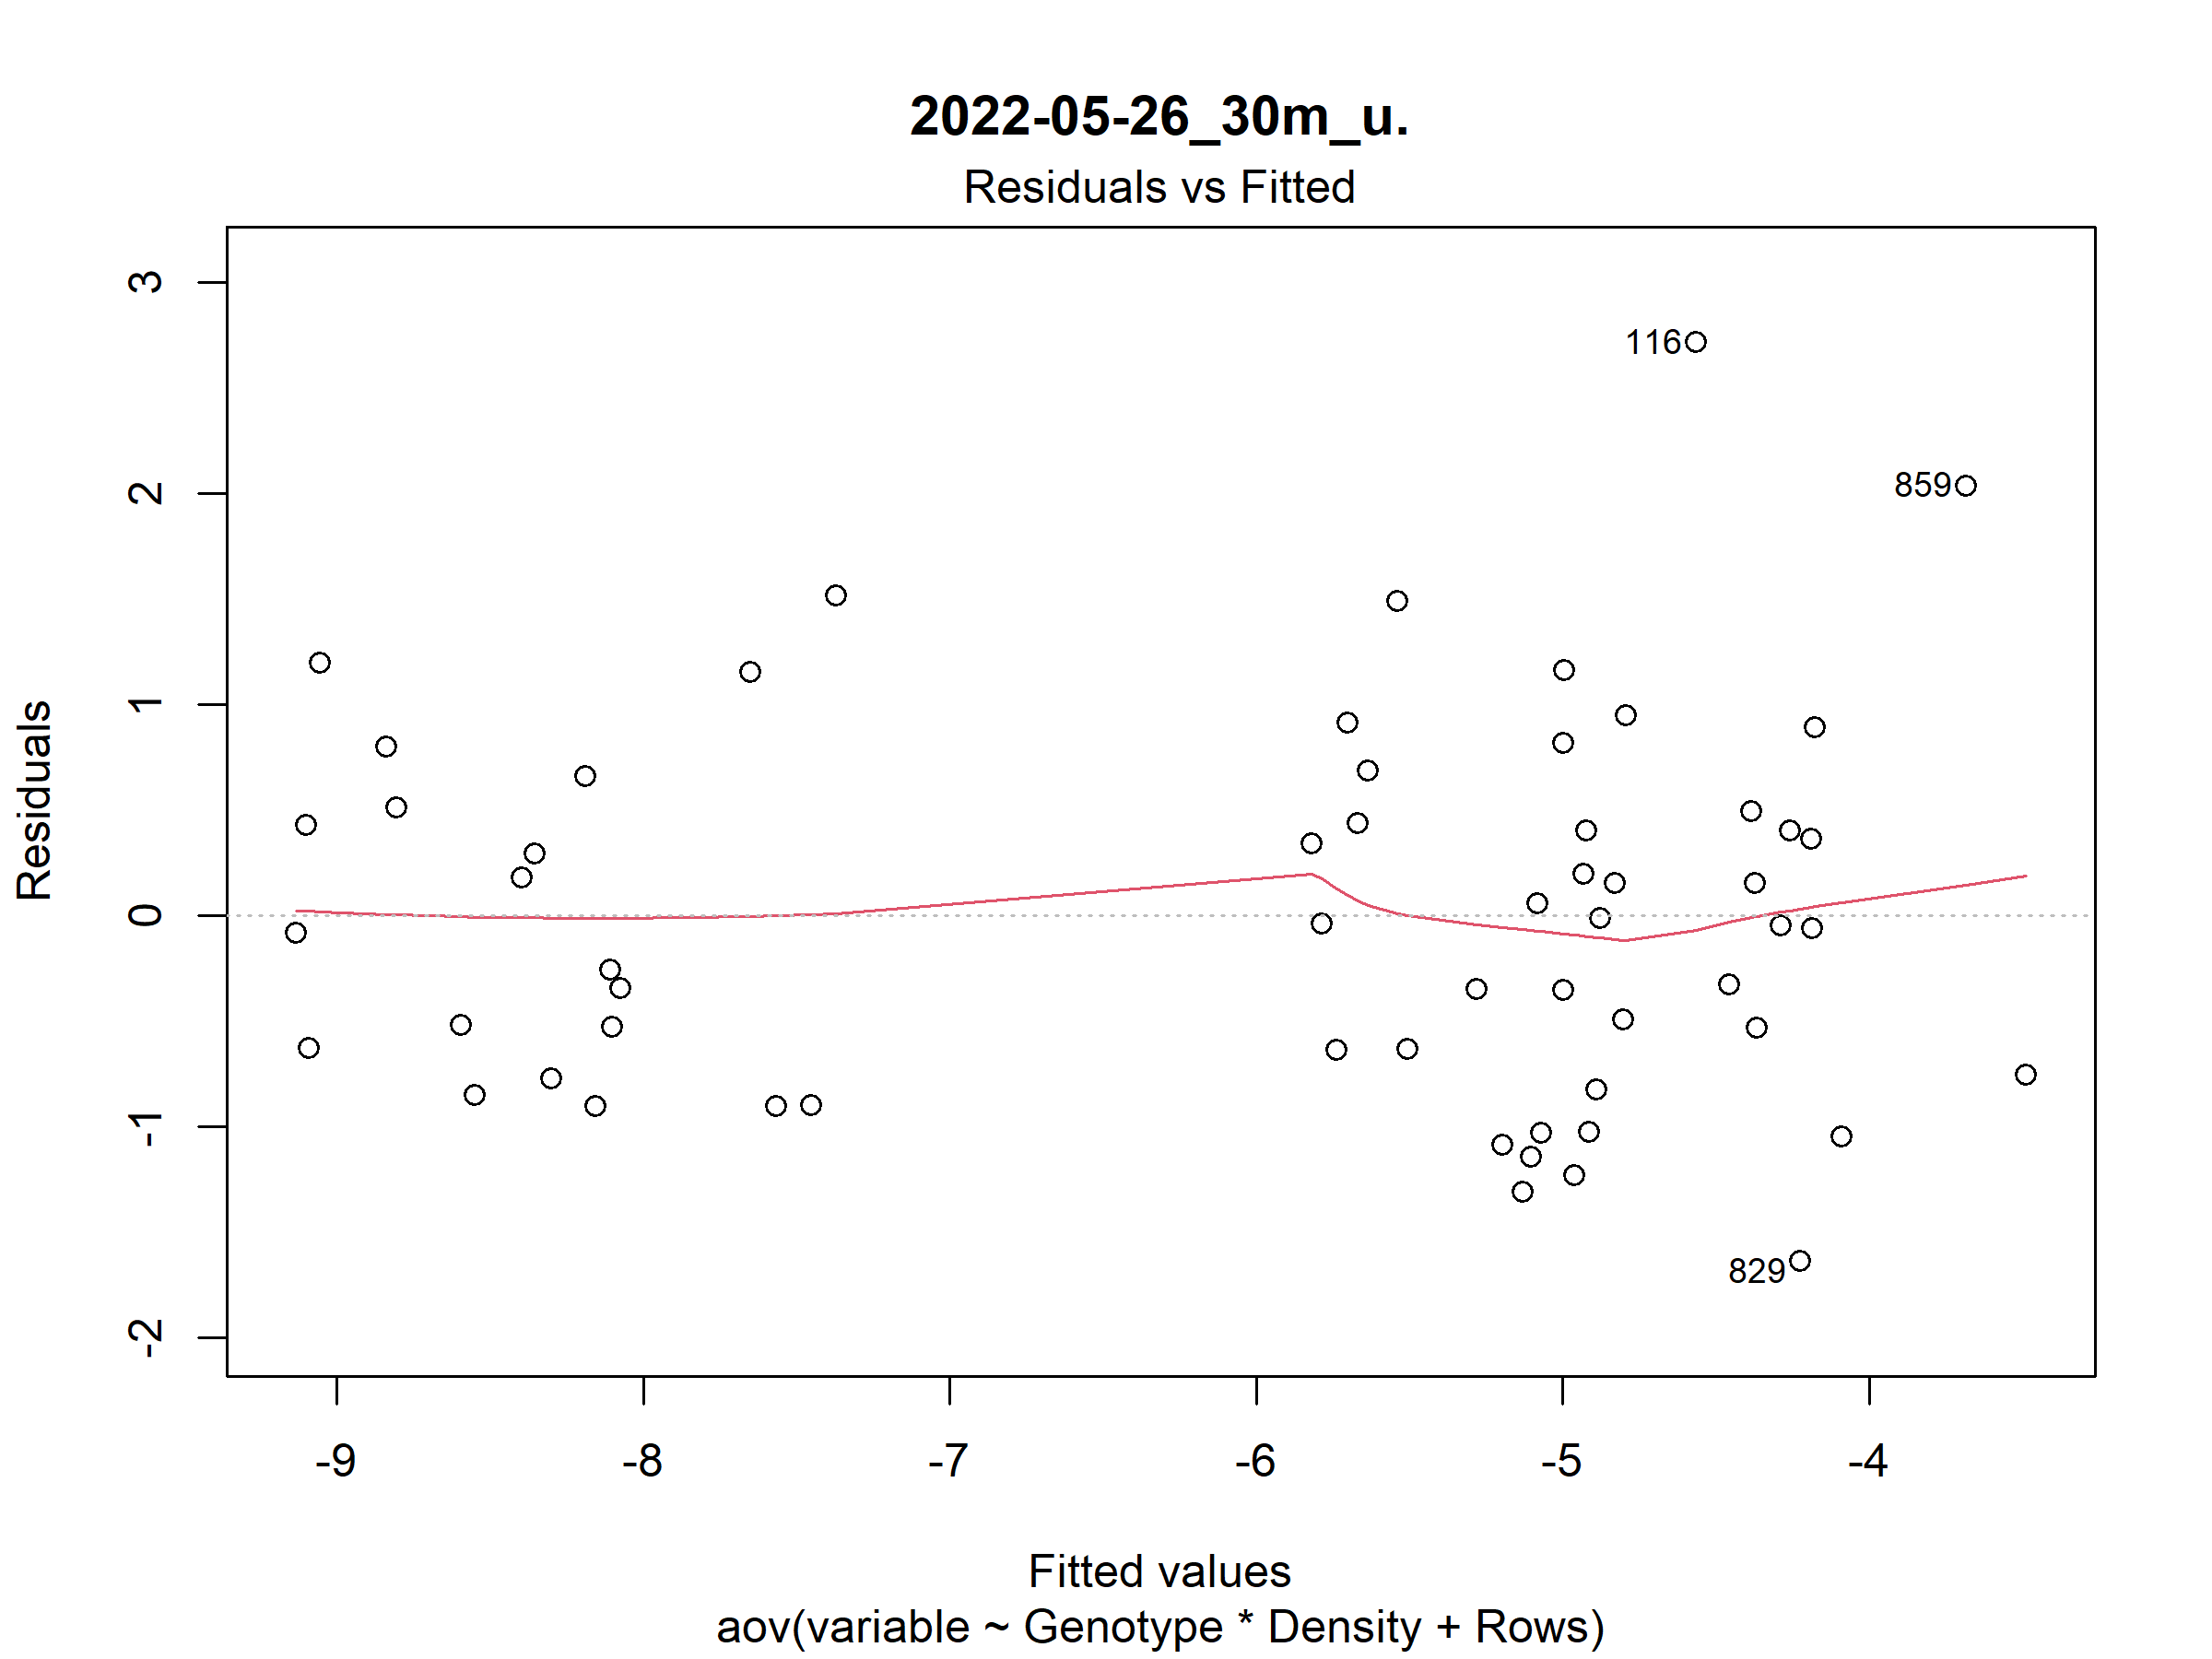 2022-05-26_30m_u.
Residuals vs Fitted
Residuals
3
2
1
0
-1
-2
116
859
829
-9 -8 -7 -6 -5 -4
Fitted values
aov(variable ~ Genotype * Density + Rows)